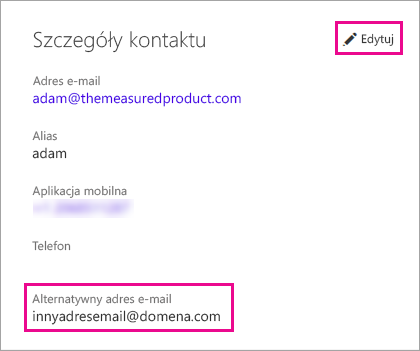 Szczegóły kontaktu
Edytuj
Adres e-mail
adam@themeasuredproduct.com
Alias
adam
Aplikacja mobilna
Telefon
Alternatywny adres e-mail
innyadresemail@domena.com